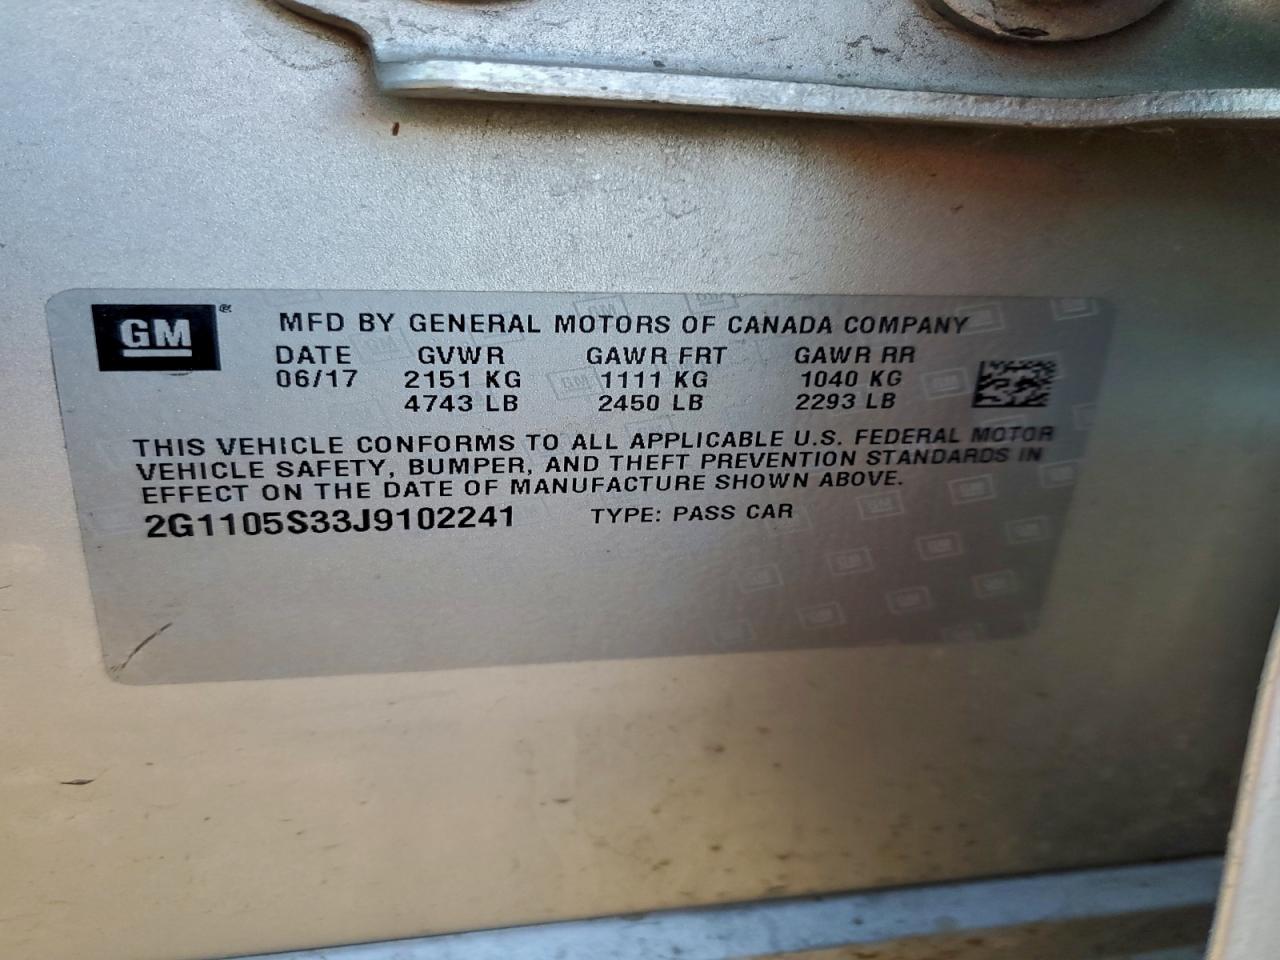 GM ®
MFD BY GENERAL MOTORS OF CANADA COMPANY
DATE GVWR GAWR FRT GAWR RR
06/17 2151 KG 1111 KG 1040 KG
4743 LB 2450 LB 2293 LB
THIS VEHICLE CONFORMS TO ALL APPLICABLE U.S. FEDERAL MOTOR
VEHICLE SAFETY, BUMPER, AND THEFT PREVENTION STANDARDS IN
EFFECT ON THE DATE OF MANUFACTURE SHOWN ABOVE.
2G1105S33J9102241 TYPE: PASS CAR